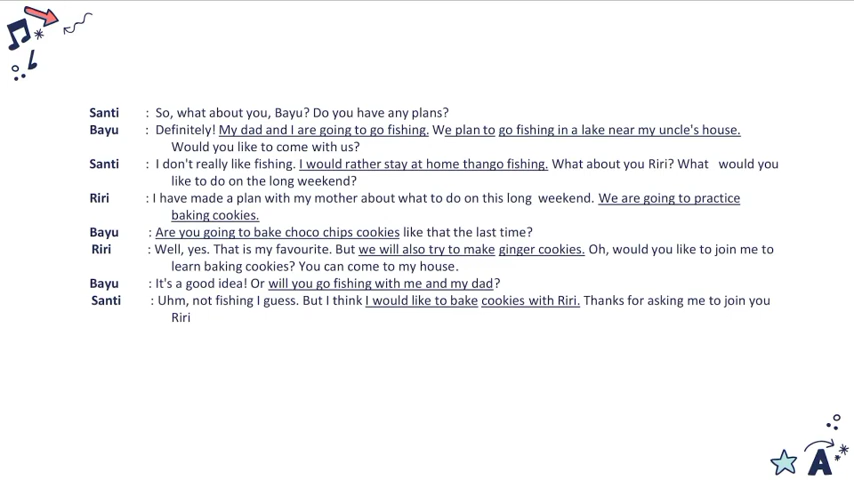 Santi : So, what about you, Bayu? Do you have any plans?
Bayu : Definitely! My dad and I are going to go fishing. We plan to go fishing in a lake near my uncle's house.
Would you like to come with us?
Santi : I don't really like fishing. I would rather stay at home thango fishing. What about you Riri? What would you
like to do on the long weekend?
Riri : I have made a plan with my mother about what to do on this long weekend. We are going to practice
baking cookies.
Bayu : Are you going to bake choco chips cookies like that the last time?
Riri : Well, yes. That is my favourite. But we will also try to make ginger cookies. Oh, would you like to join me to
learn baking cookies? You can come to my house.
Bayu : It's a good idea! Or will you go fishing with me and my dad?
Santi : Uhm, not fishing I guess. But I think I would like to bake cookies with Riri. Thanks for asking me to join you
Riri
A